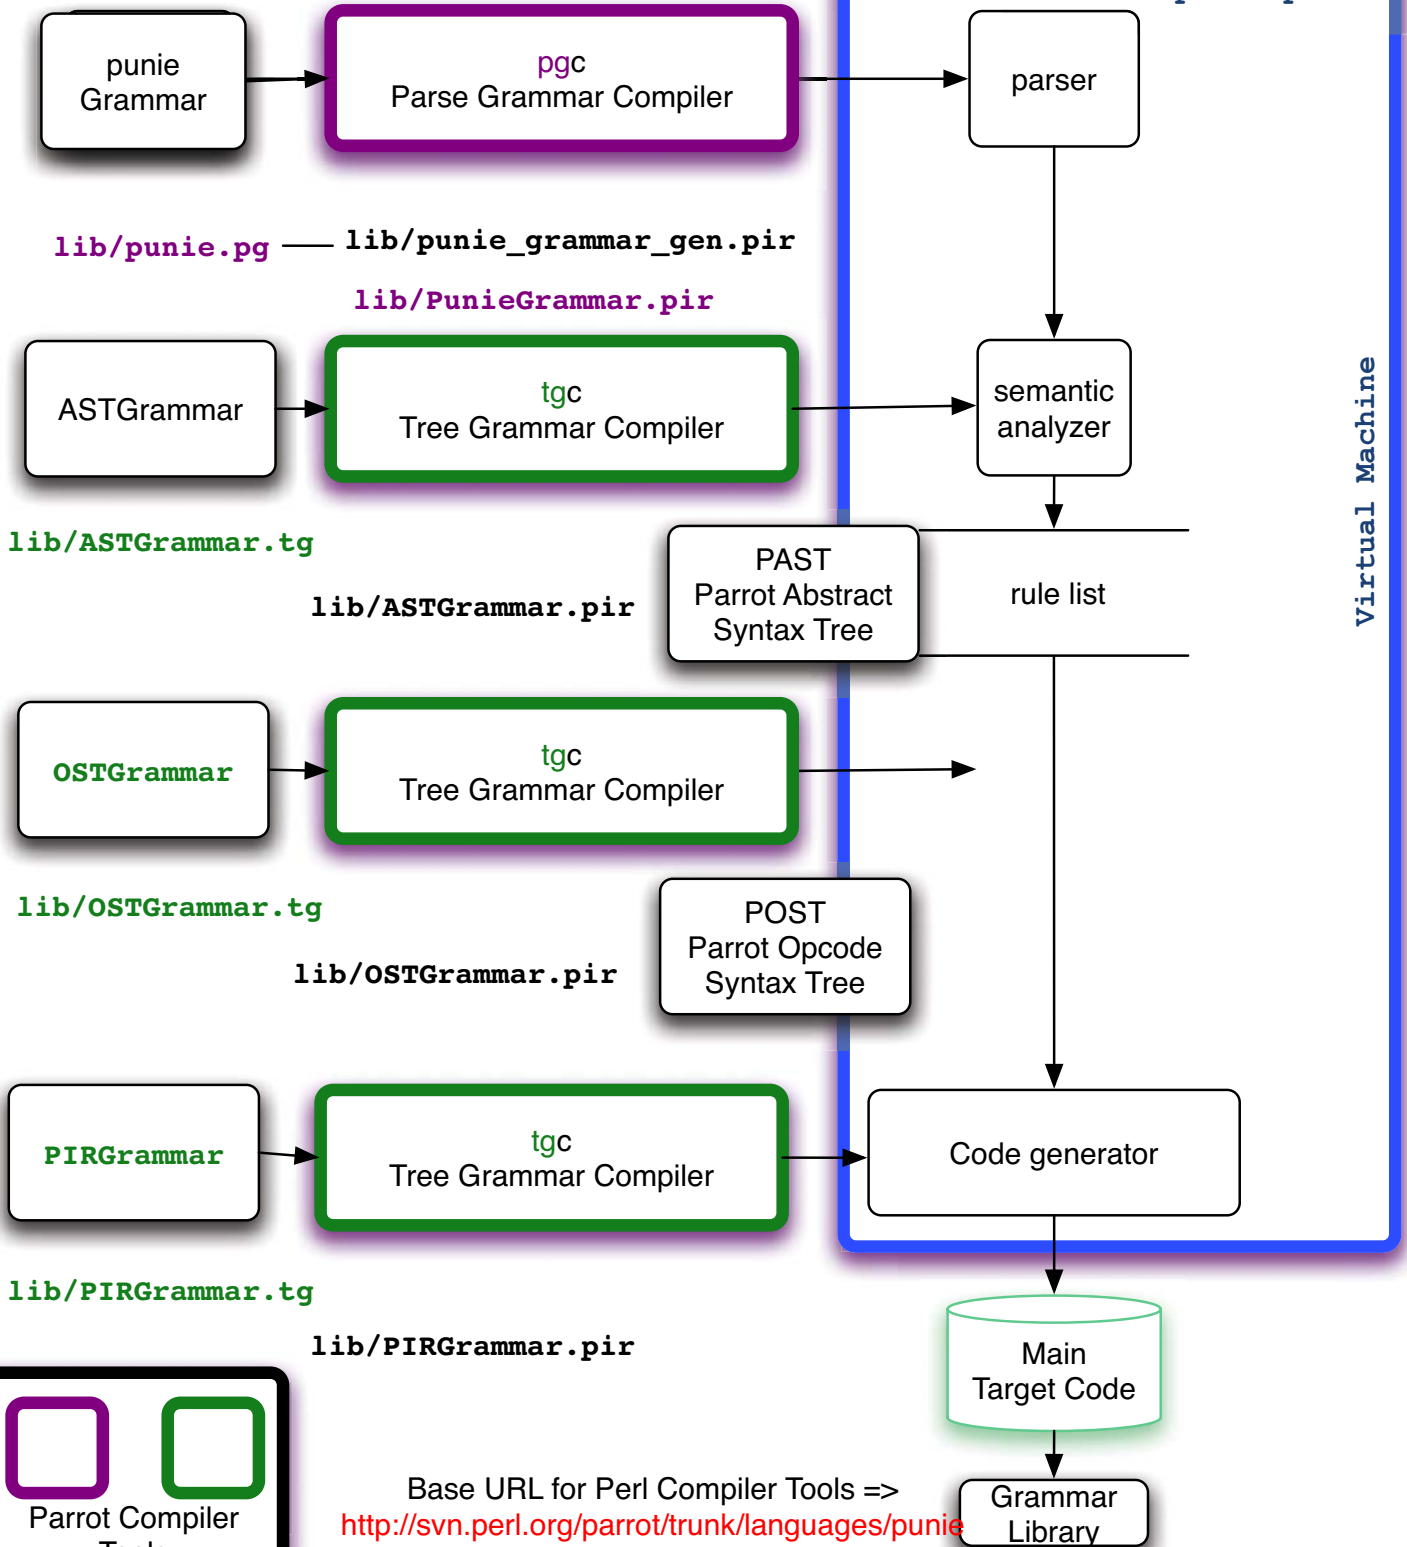 punie
Grammar
pgc
Parse Grammar Compiler
parser
lib/punie.pg
lib/punie_grammar_gen.pir
lib/PunieGrammar.pir
ASTGrammar
tgc
Tree Grammar Compiler
semantic
analyzer
Virtual Machine
lib/ASTGrammar.tg
lib/ASTGrammar.pir
PAST
Parrot Abstract
Syntax Tree
rule list
OSTGrammar
tgc
Tree Grammar Compiler
lib/OSTGrammar.tg
lib/OSTGrammar.pir
POST
Parrot Opcode
Syntax Tree
PIRGrammar
tgc
Tree Grammar Compiler
Code generator
lib/PIRGrammar.tg
lib/PIRGrammar.pir
Main
Target Code
Parrot Compiler
Base URL for Perl Compiler Tools =>
http://svn.perl.org/parrot/trunk/languages/punie
Grammar
Library